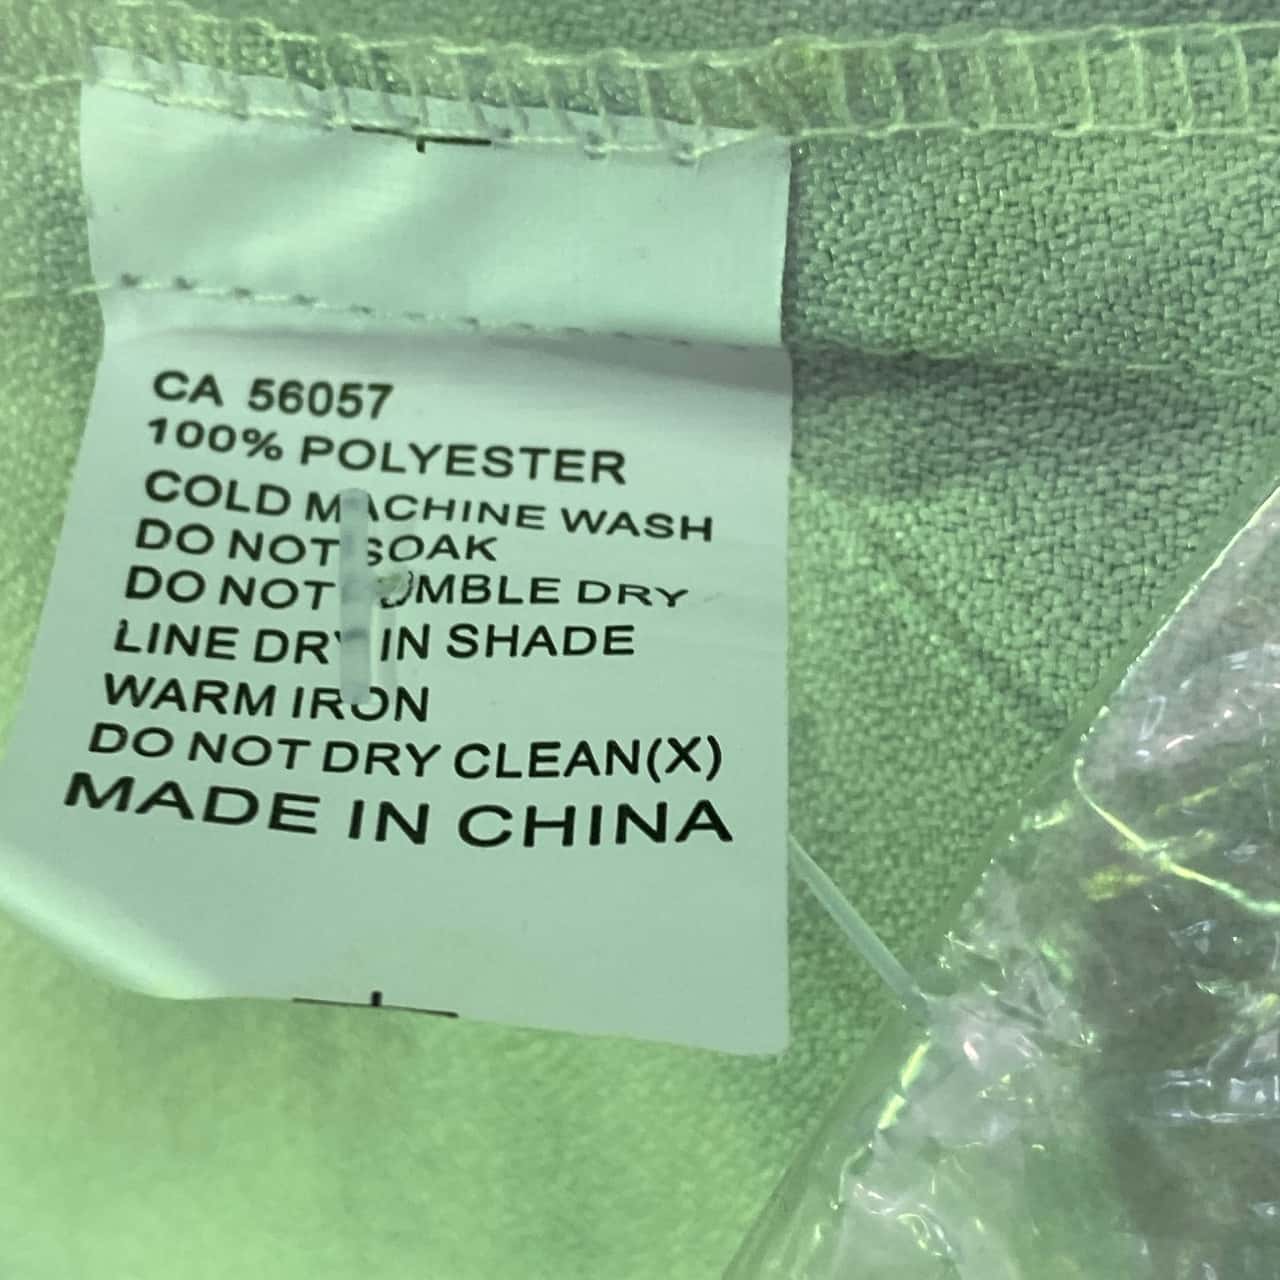 CA 56057
100% POLYESTER
COLD MACHINE WASH
DO NOT SOAK
DO NOT TUMBLE DRY
LINE DRY IN SHADE
WARM IRON
DO NOT DRY CLEAN(X)
MADE IN CHINA